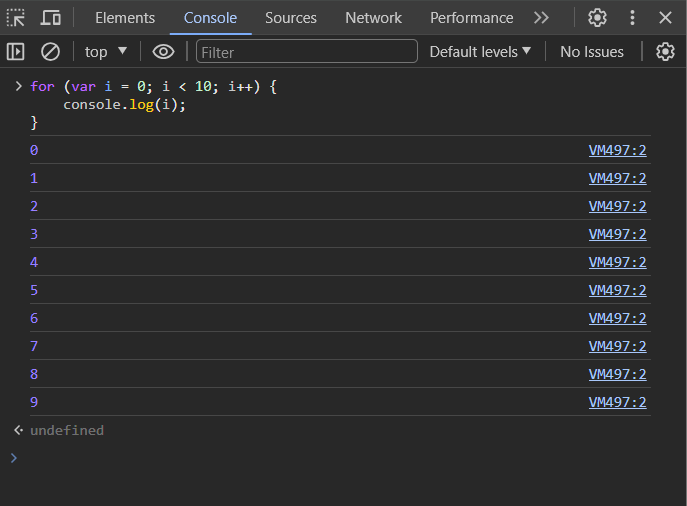 Elements Console Sources Network Performance
top Filter Default levels No Issues
for (var i = 0; i < 10; i++) {
    console.log(i);
}
0 VM497:2
1 VM497:2
2 VM497:2
3 VM497:2
4 VM497:2
5 VM497:2
6 VM497:2
7 VM497:2
8 VM497:2
9 VM497:2
undefined